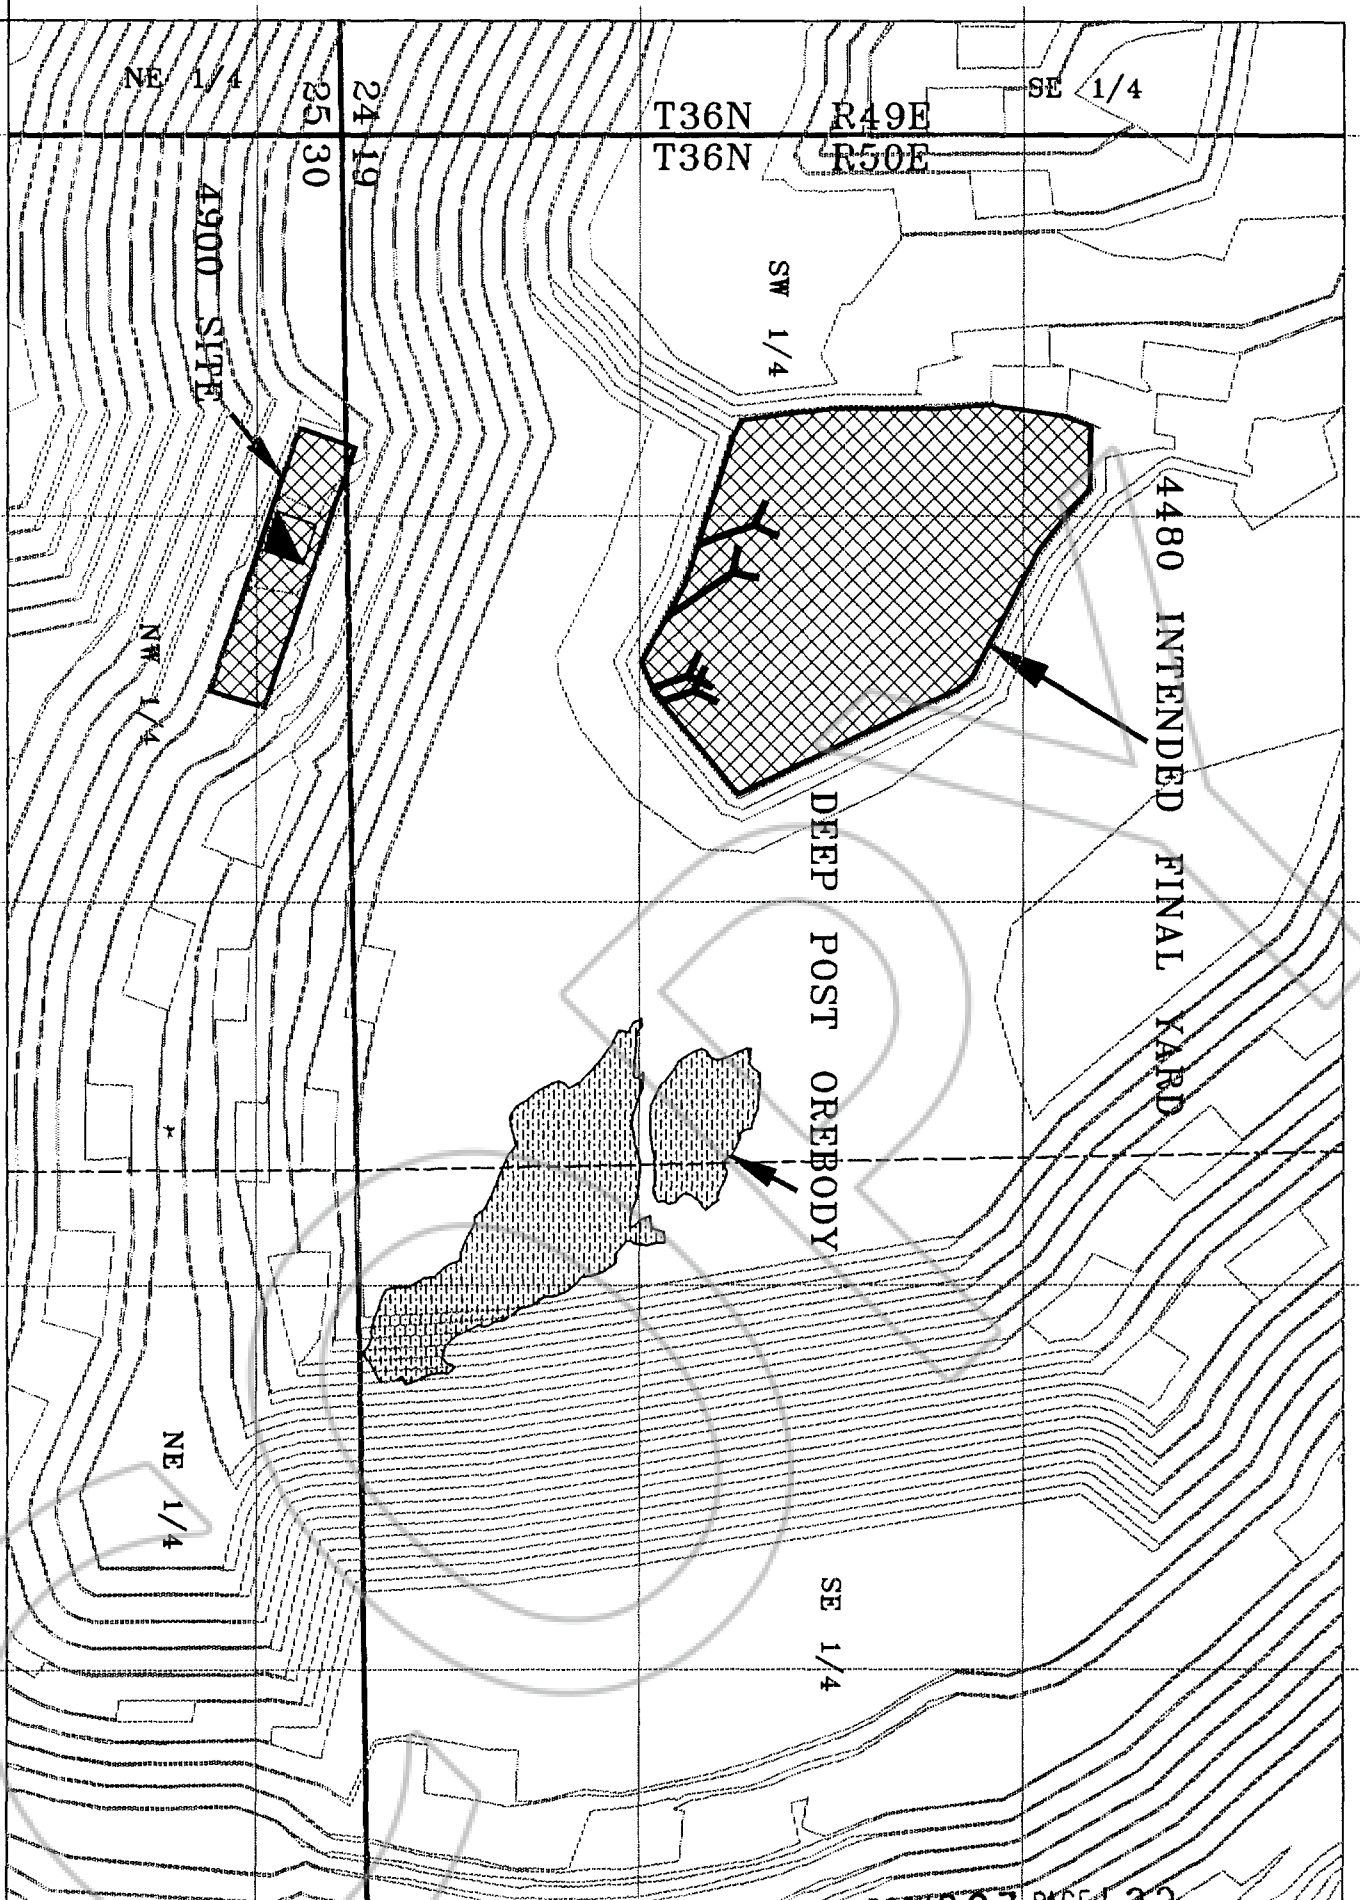 NE 1/4
25
24
T36N R49E
SE 1/4
30
19
T36N R50E
4900 SITE
SW 1/4
4480 INTENDED FINAL YARD
NW 1/4
DEEP POST OREBODY
NE 1/4
SE 1/4
COPY